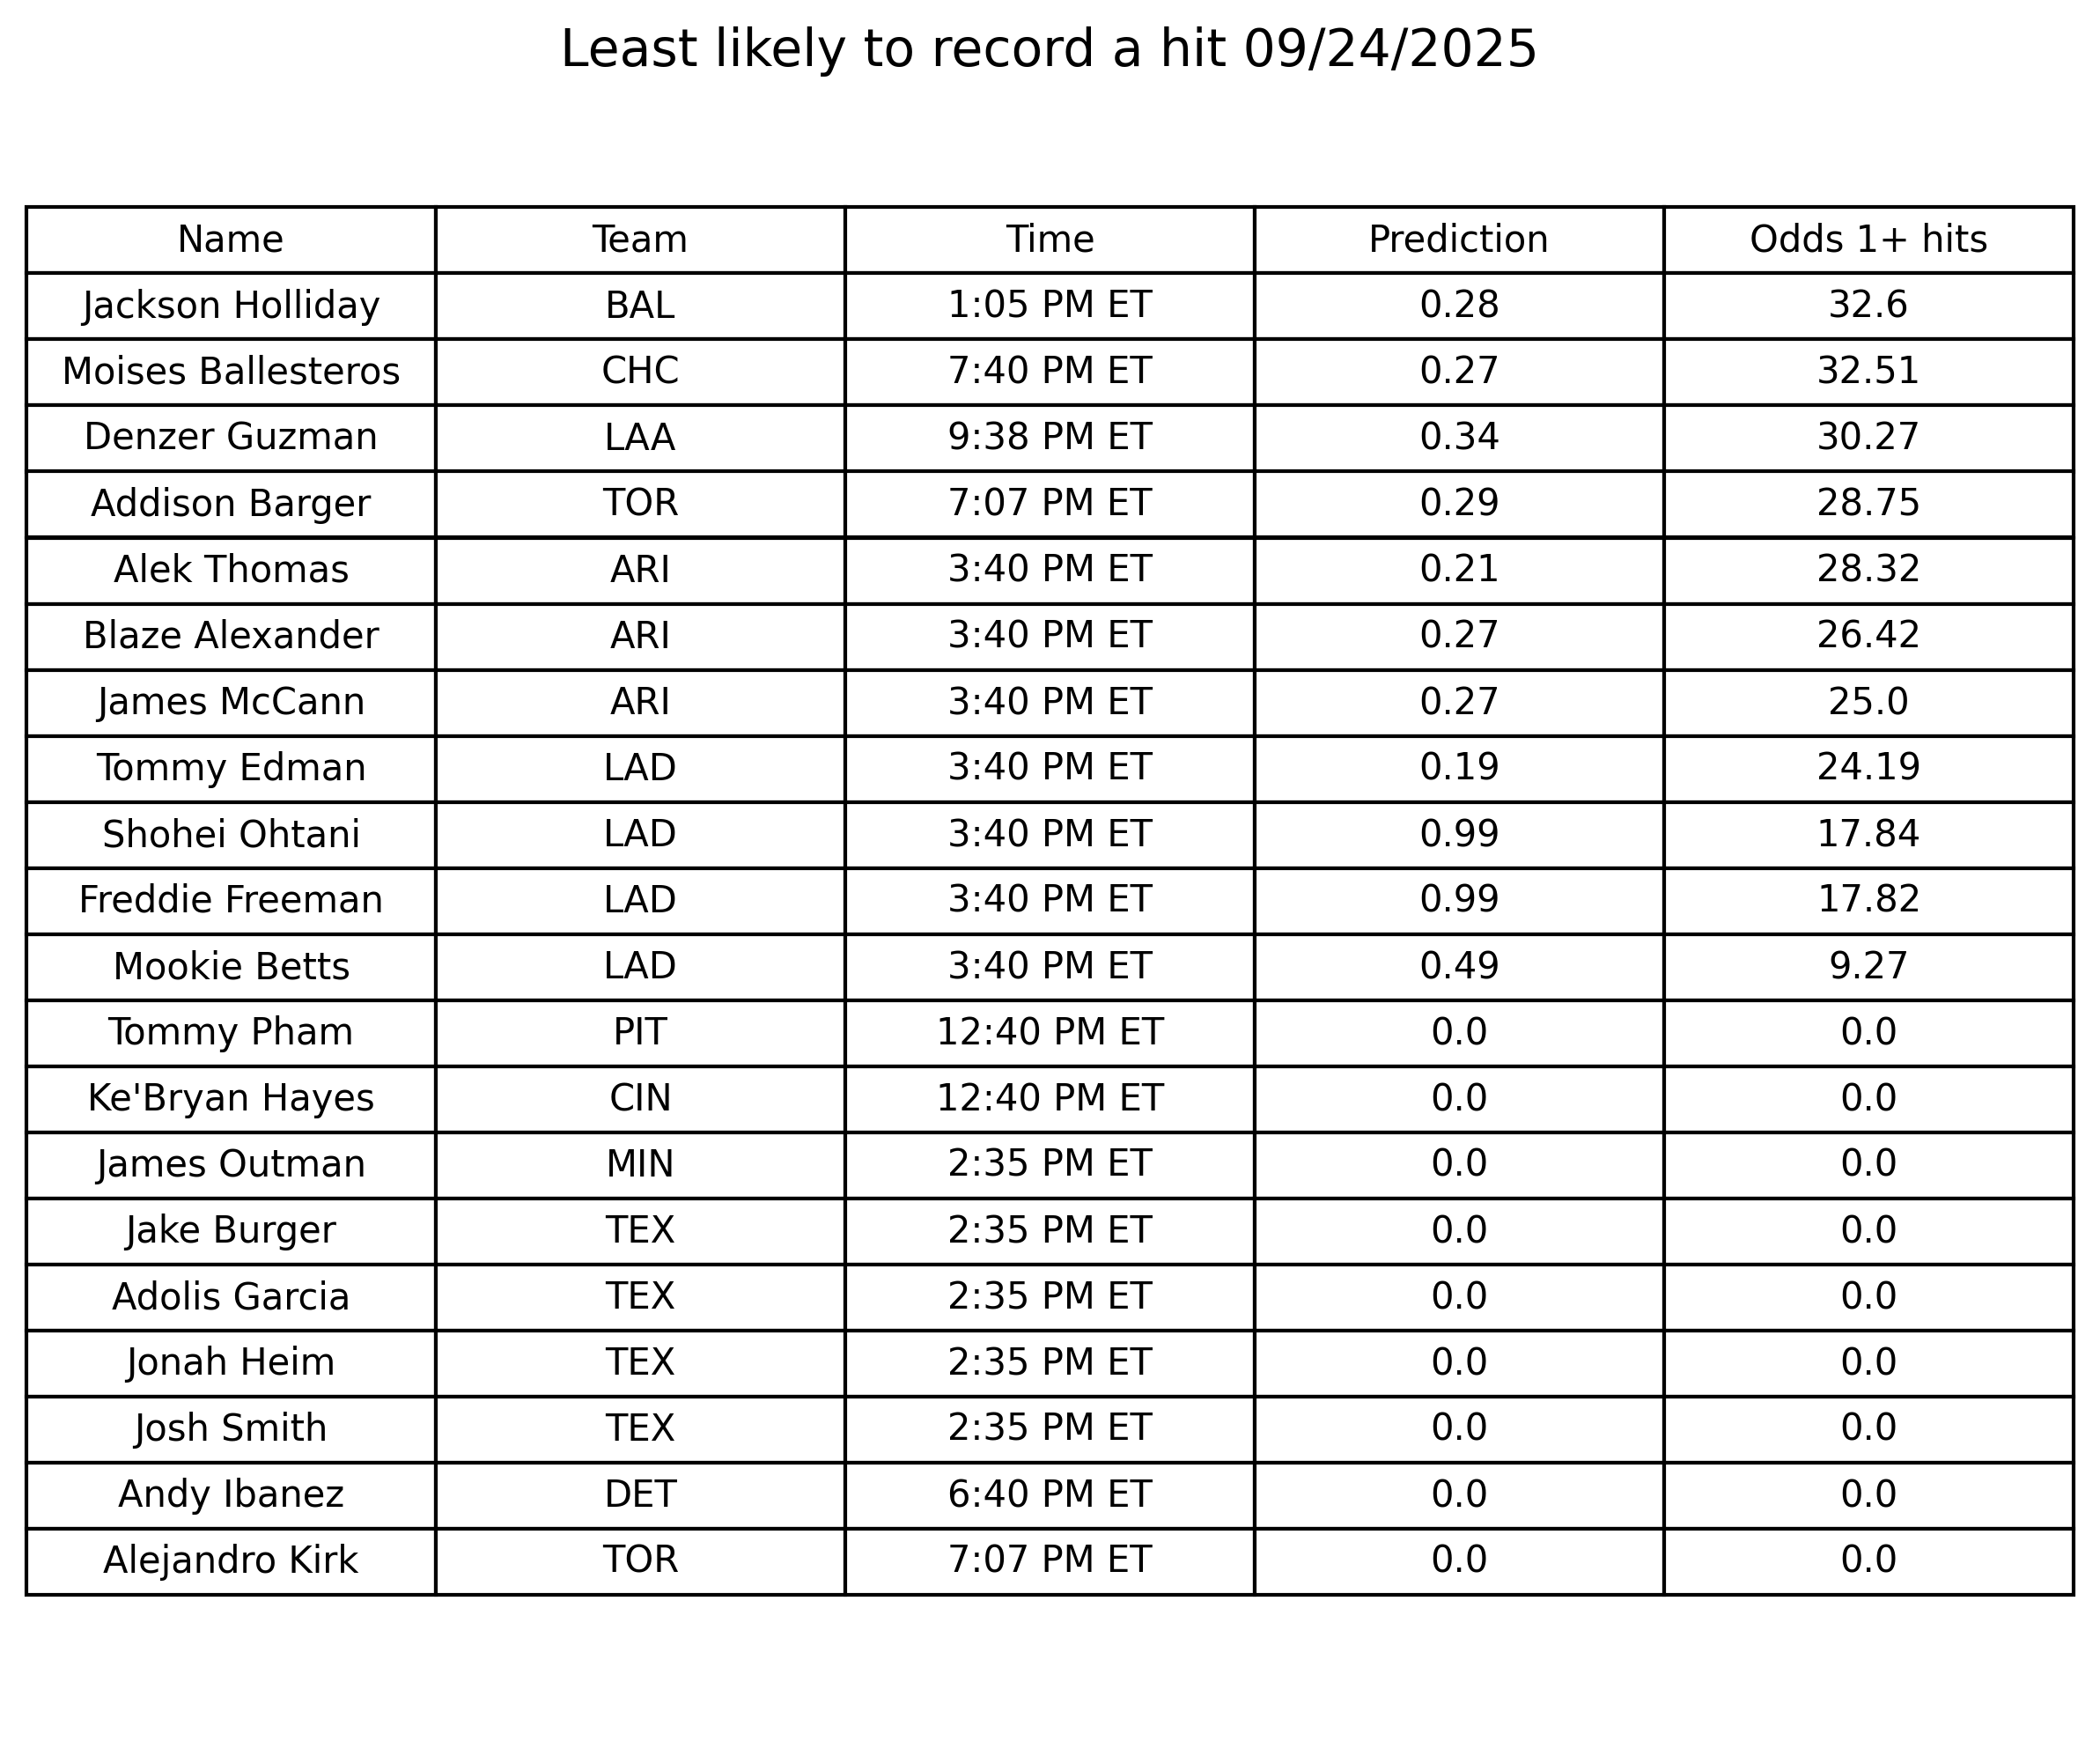 Least likely to record a hit 09/24/2025
Name Team Time Prediction Odds 1+ hits
Jackson Holliday BAL 1:05 PM ET 0.28 32.6
Moises Ballesteros CHC 7:40 PM ET 0.27 32.51
Denzer Guzman LAA 9:38 PM ET 0.34 30.27
Addison Barger TOR 7:07 PM ET 0.29 28.75
Alek Thomas ARI 3:40 PM ET 0.21 28.32
Blaze Alexander ARI 3:40 PM ET 0.27 26.42
James McCann ARI 3:40 PM ET 0.27 25.0
Tommy Edman LAD 3:40 PM ET 0.19 24.19
Shohei Ohtani LAD 3:40 PM ET 0.99 17.84
Freddie Freeman LAD 3:40 PM ET 0.99 17.82
Mookie Betts LAD 3:40 PM ET 0.49 9.27
Tommy Pham PIT 12:40 PM ET 0.0 0.0
Ke'Bryan Hayes CIN 12:40 PM ET 0.0 0.0
James Outman MIN 2:35 PM ET 0.0 0.0
Jake Burger TEX 2:35 PM ET 0.0 0.0
Adolis Garcia TEX 2:35 PM ET 0.0 0.0
Jonah Heim TEX 2:35 PM ET 0.0 0.0
Josh Smith TEX 2:35 PM ET 0.0 0.0
Andy Ibanez DET 6:40 PM ET 0.0 0.0
Alejandro Kirk TOR 7:07 PM ET 0.0 0.0